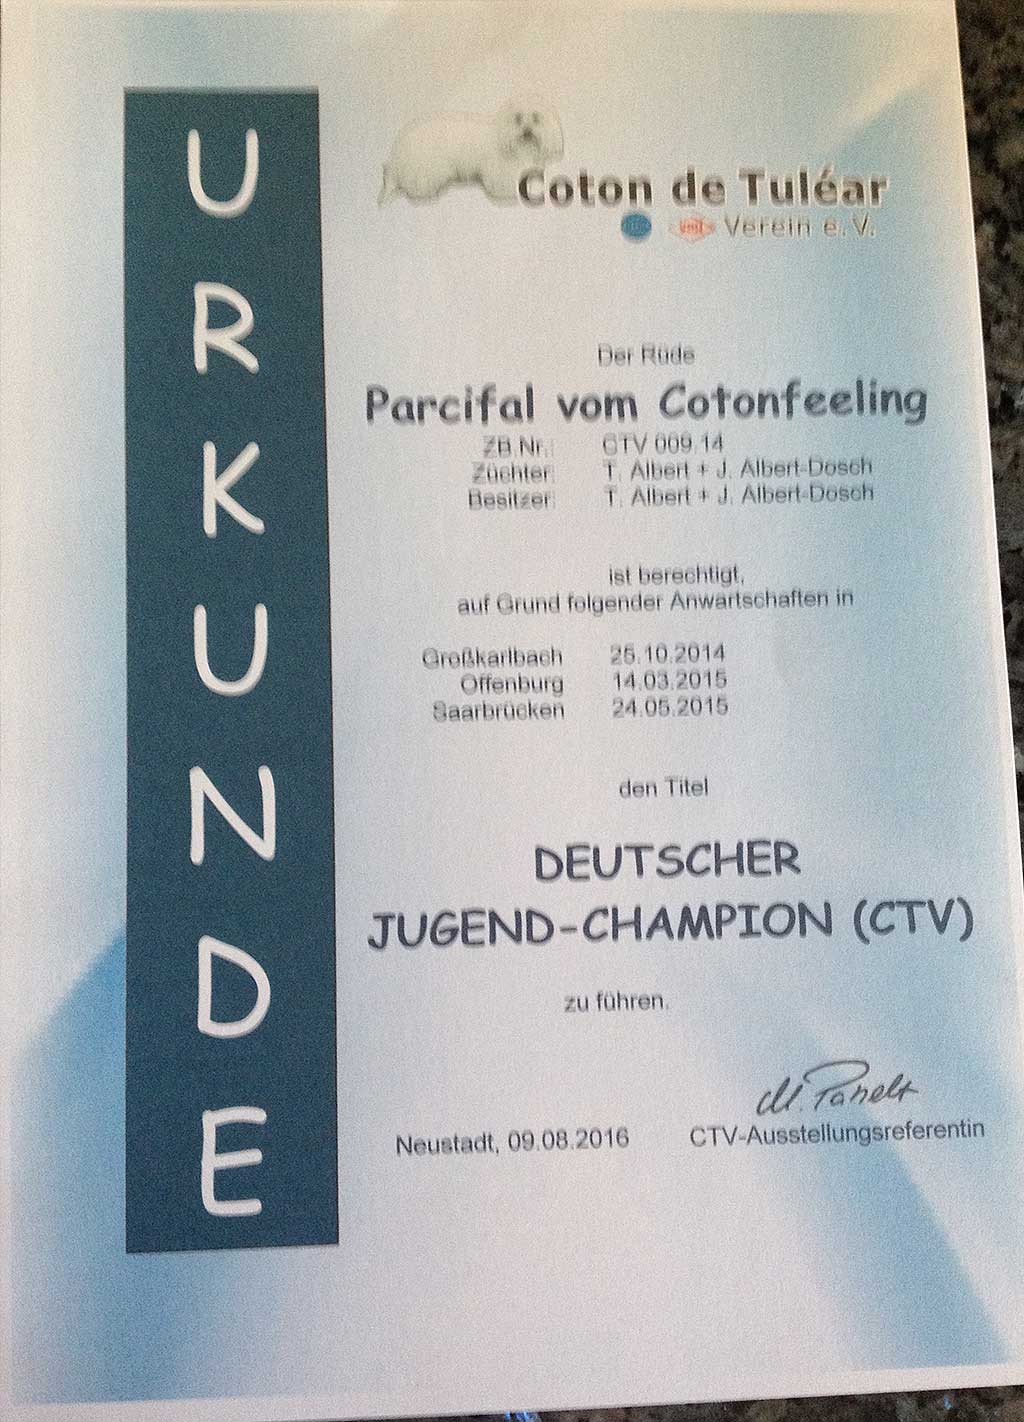 URKUNDE
Coton de Tuléar
Verein e.V.
Der Rüde
Parcifal vom Cotonfeeling
ZB.Nr.: CTV 009.14
Züchter: T. Albert + J. Albert-Dosch
Besitzer: T. Albert + J. Albert-Dosch
ist berechtigt,
auf Grund folgender Anwartschaften in
Großkarlbach 25.10.2014
Offenburg 14.03.2015
Saarbrücken 24.05.2015
den Titel
DEUTSCHER
JUGEND-CHAMPION (CTV)
zu führen.
Neustadt, 09.08.2016
CTV-Ausstellungsreferentin